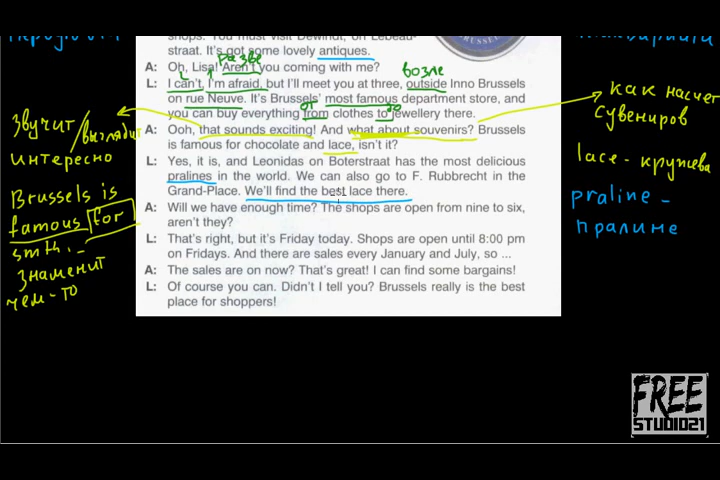 shops. You must visit Dewindt, on Lebeau-
straat. It's got some lovely antiques.
разве
A: Oh, Lisa! Aren't you coming with me?
возле
L: I can't, I'm afraid, but I'll meet you at three, outside Inno Brussels
on rue Neuve. It's Brussels' most famous department store, and
от до
you can buy everything from clothes to jewellery there.
A: Ooh, that sounds exciting! And what about souvenirs? Brussels
is famous for chocolate and lace, isn't it?
L: Yes, it is, and Leonidas on Boterstraat has the most delicious
pralines in the world. We can also go to F. Rubbrecht in the
Grand-Place. We'll find the best lace there.
A: Will we have enough time? The shops are open from nine to six,
aren't they?
L: That's right, but it's Friday today. Shops are open until 8:00 pm
on Fridays. And there are sales every January and July, so ...
A: The sales are on now? That's great! I can find some bargains!
L: Of course you can. Didn't I tell you? Brussels really is the best
place for shoppers!
звучит/выглядит
интересно
Brussels is
famous for
smth. -
знаменит
чем-то
как насчет
сувениров
lace - кружева
praline -
пралине
BRUSSEL
FREE
STUDIO21